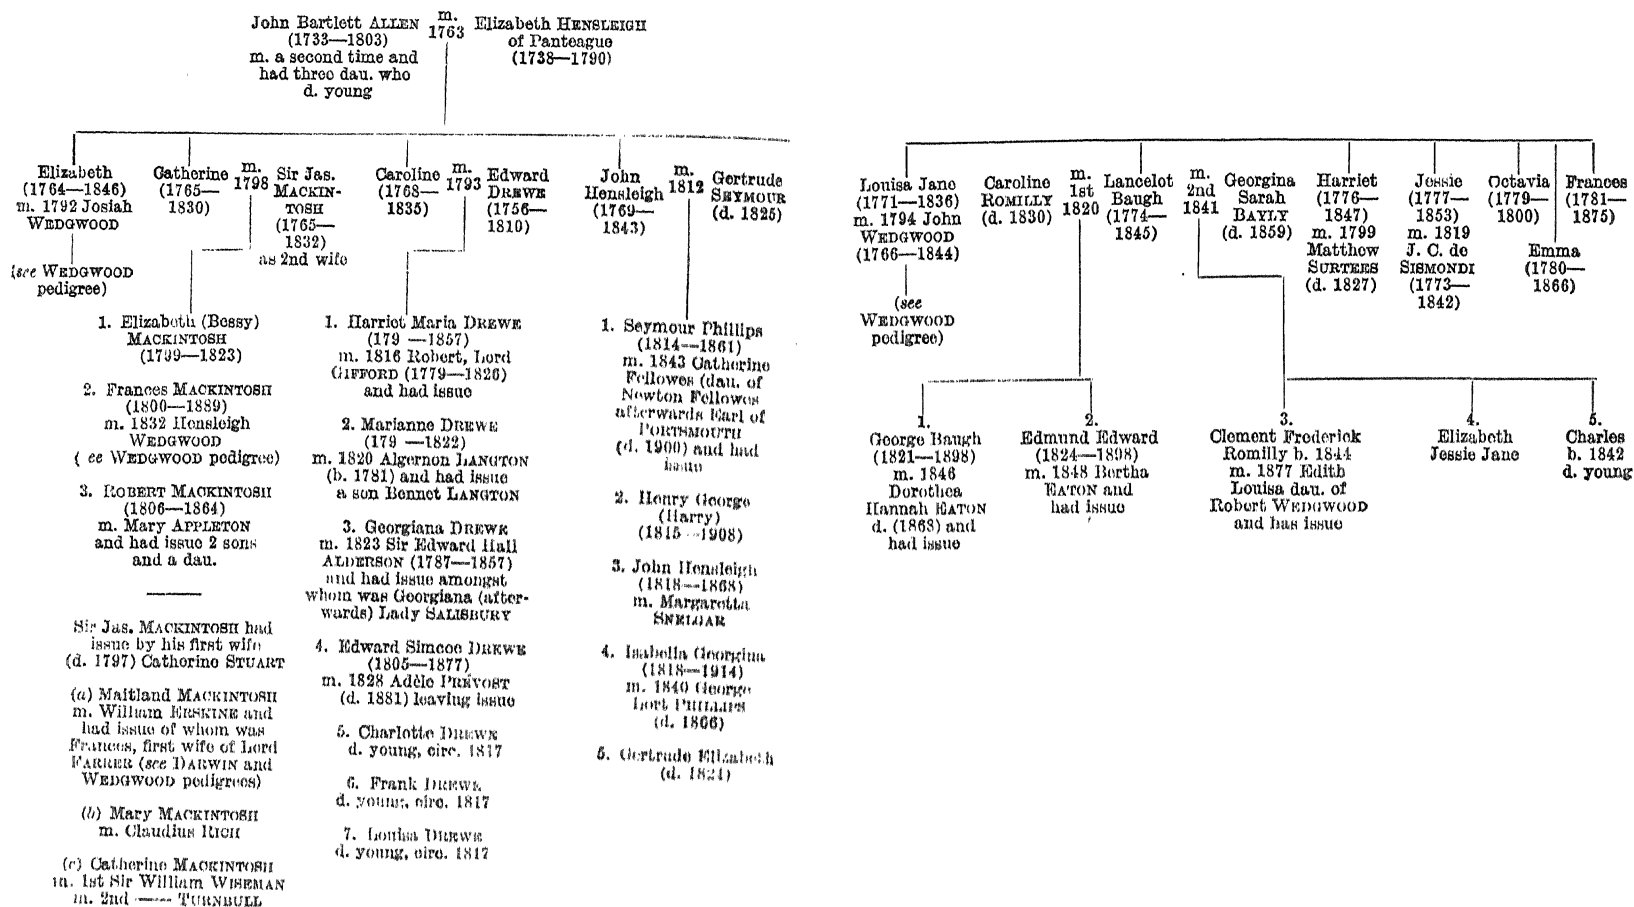 John Bartlett ALLEN
(1733—1803)
m. a second time and
had three dau. who
d. young
m.
1763
Elizabeth HENSLEIGH
of Panteague
(1738—1790)
Elizabeth
(1764—1846)
m. 1792 Josiah
WEDGWOOD
(see WEDGWOOD
pedigree)
Catherine
(1765—
1830)
m.
1798
Sir Jas.
MACKIN-
TOSH
(1765—
1832)
as 2nd wife
Caroline
(1768—
1835)
m.
1793
Edward
DREWE
(1756—
1810)
John
Hensleigh
(1769—
1843)
m.
1812
Gertrude
SEYMOUR
(d. 1825)
Louisa Jane
(1771—1836)
m. 1794 John
WEDGWOOD
(1766—1844)
(see
WEDGWOOD
pedigree)
Caroline
ROMILLY
(d. 1830)
m.
1st
1820
Lancelot
Baugh
(1774—
1845)
m.
2nd
1841
Georgina
Sarah
BAYLY
(d. 1859)
Harriet
(1776—
1847)
m. 1799
Matthew
SURTEES
(d. 1827)
Jessie
(1777—
1853)
m. 1819
J. C. de
SISMONDI
(1773—
1842)
Octavia
(1779—
1800)
Emma
(1780—
1866)
Frances
(1781—
1875)
1. Elizabeth (Bessy)
MACKINTOSH
(1799—1823)
2. Frances MACKINTOSH
(1800—1889)
m. 1832 Hensleigh
WEDGWOOD
( ee WEDGWOOD pedigree)
3. ROBERT MACKINTOSH
(1806—1864)
m. Mary APPLETON
and had issue 2 sons
and a dau.
Sir Jas. MACKINTOSH had
issue by his first wife
(d. 1797) Catherine STUART
(a) Maitland MACKINTOSH
m. William ERSKINE and
had issue of whom was
Frances, first wife of Lord
FARRER (see DARWIN and
WEDGWOOD pedigrees)
(b) Mary MACKINTOSH
m. Claudius RICH
(c) Catherine MACKINTOSH
m. 1st Sir William WISEMAN
m. 2nd —— TURNBULL
1. Harriet Maria DREWE
(179 —1857)
m. 1816 Robert, Lord
GIFFORD (1779—1826)
and had issue
2. Marianne DREWE
(179 —1822)
m. 1820 Algernon LANGTON
(b. 1781) and had issue
a son Bennet LANGTON
3. Georgiana DREWE
m. 1823 Sir Edward Hall
ALDERSON (1787—1857)
and had issue amongst
whom was Georgiana (after-
wards) Lady SALISBURY
4. Edward Simcoe DREWE
(1805—1877)
m. 1828 Adèle PRÉVOST
(d. 1881) leaving issue
5. Charlotte DREWE
d. young, circ. 1817
6. Frank DREWE
d. young, circ. 1817
7. Louisa DREWE
d. young, circ. 1817
1. Seymour Phillips
(1814—1861)
m. 1843 Catherine
Fellowes (dau. of
Newton Fellowes
afterwards Earl of
PORTSMOUTH
(d. 1900) and had
issue
2. Henry George
(Harry)
(1815—1908)
3. John Hensleigh
(1818—1868)
m. Margaretta
SNELGAR
4. Isabella Georgina
(1818—1914)
m. 1840 George
Lort PHILLIPS
(d. 1866)
5. Gertrude Elizabeth
(d. 1824)
1.
George Baugh
(1821—1898)
m. 1846
Dorothea
Hannah EATON
d. (1868) and
had issue
2.
Edmund Edward
(1824—1898)
m. 1848 Bertha
EATON and
had issue
3.
Clement Frederick
Romilly b. 1844
m. 1877 Edith
Louisa dau. of
Robert WEDGWOOD
and has issue
4.
Elizabeth
Jessie Jane
5.
Charles
b. 1842
d. young